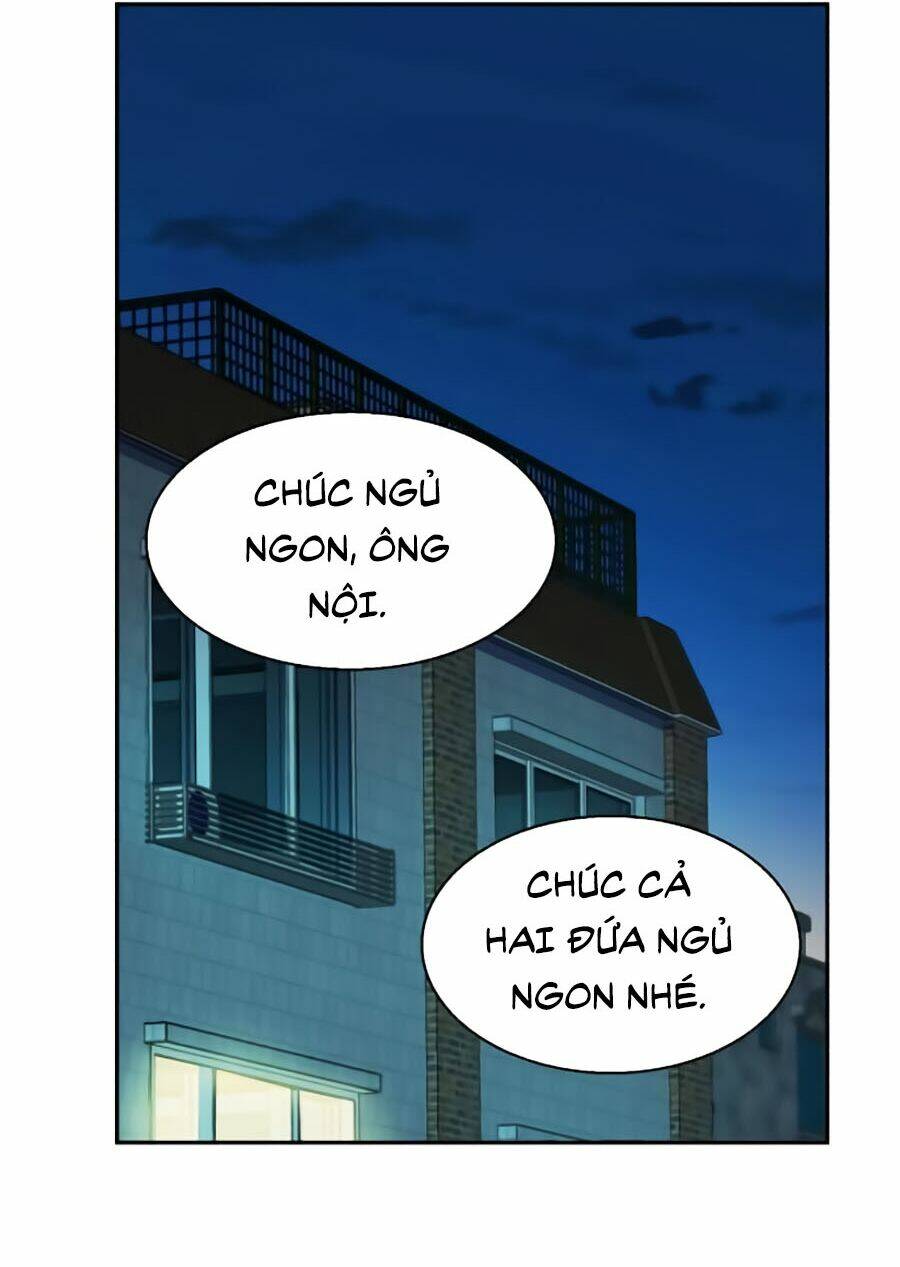 CHÚC NGỦ
NGON, ÔNG
NỘI.
CHÚC CẢ
HAI ĐỨA NGỦ
NGON NHÉ.